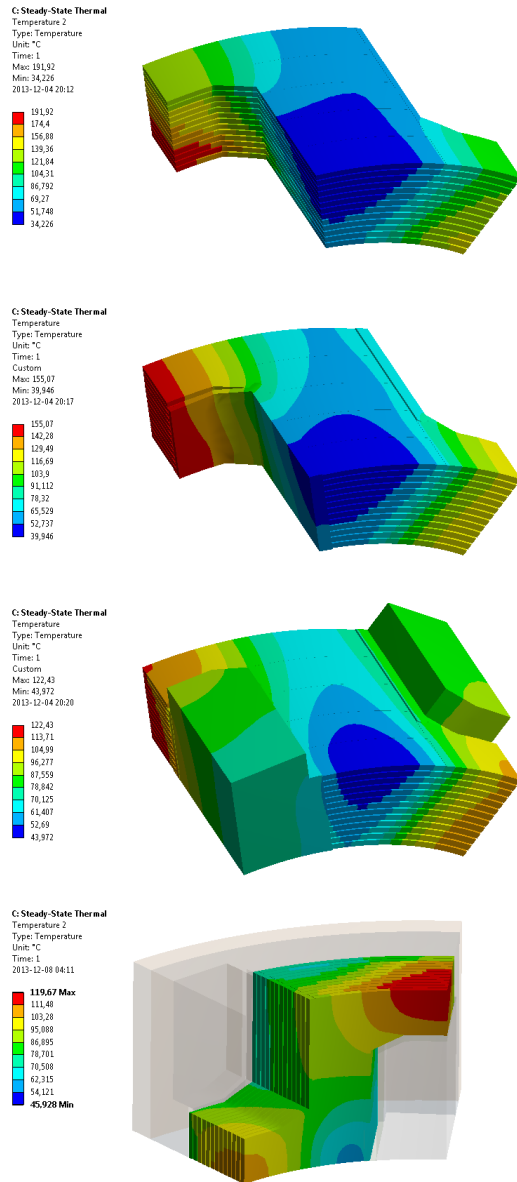 C: Steady-State Thermal
Temperature 2
Type: Temperature
Unit: °C
Time: 1
Max: 191,92
Min: 34,226
2013-12-04 20:12
191,92
174,4
156,88
139,36
121,84
104,31
86,792
69,27
51,748
34,226
C: Steady-State Thermal
Temperature
Type: Temperature
Unit: °C
Time: 1
Custom
Max: 155,07
Min: 39,946
2013-12-04 20:17
155,07
142,28
129,49
116,69
103,9
91,112
78,32
65,529
52,737
39,946
C: Steady-State Thermal
Temperature
Type: Temperature
Unit: °C
Time: 1
Custom
Max: 122,43
Min: 43,972
2013-12-04 20:20
122,43
113,71
104,99
96,277
87,559
78,842
70,125
61,407
52,69
43,972
C: Steady-State Thermal
Temperature 2
Type: Temperature
Unit: °C
Time: 1
2013-12-08 04:11
119,67 Max
111,48
103,28
95,088
86,895
78,701
70,508
62,315
54,121
45,928 Min